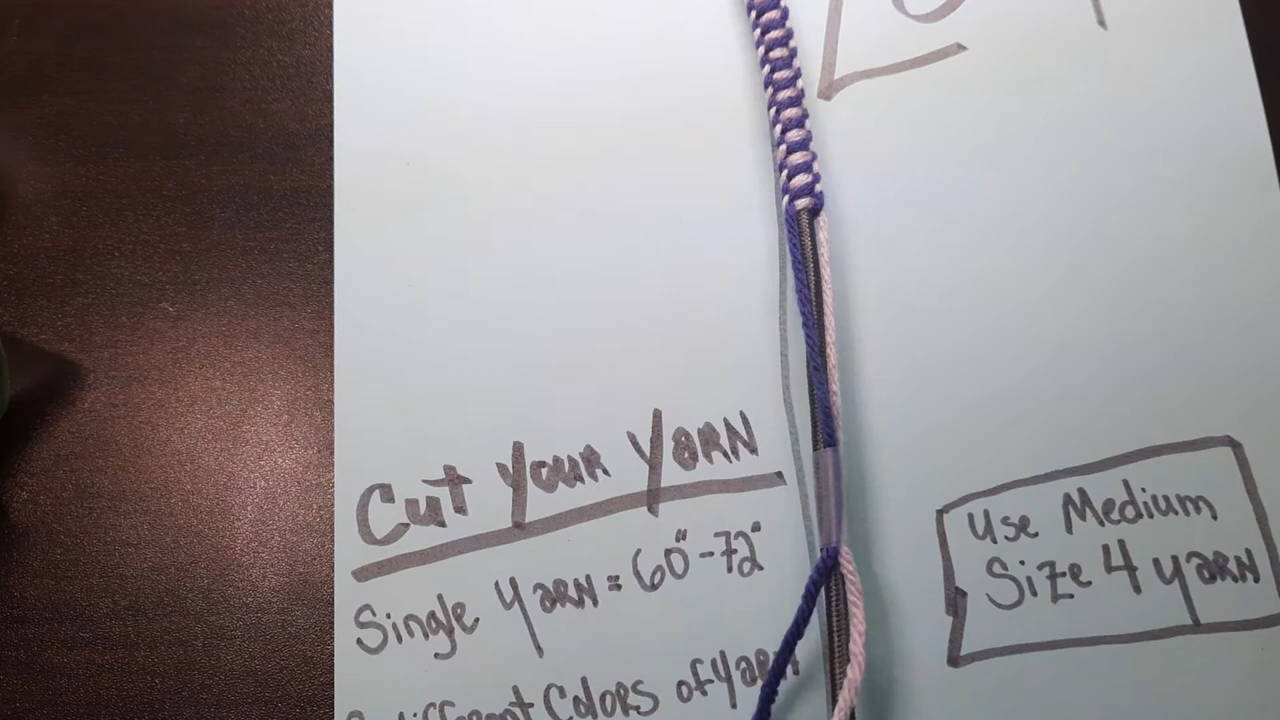 Cut Your Yarn
Single Yarn = 60"-72"
different Colors of Yarn
Use Medium
Size 4 yarn